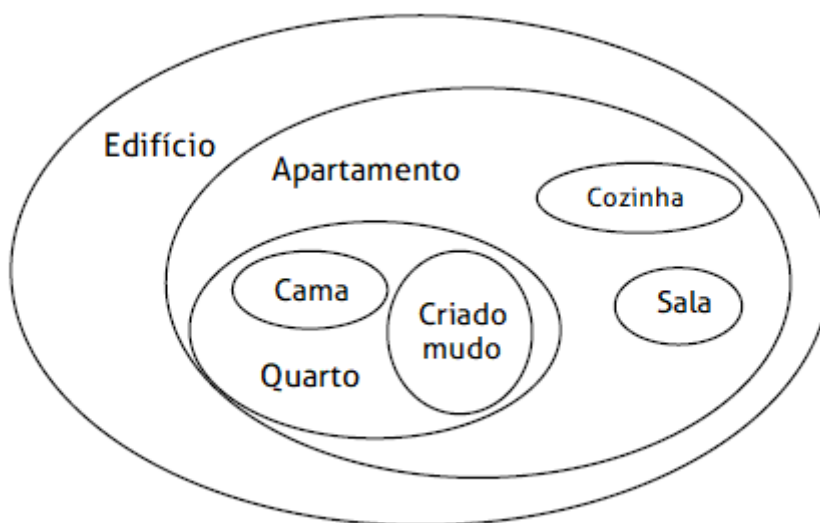 Edifício
Apartamento
Cozinha
Cama
Sala
Criado
mudo
Quarto